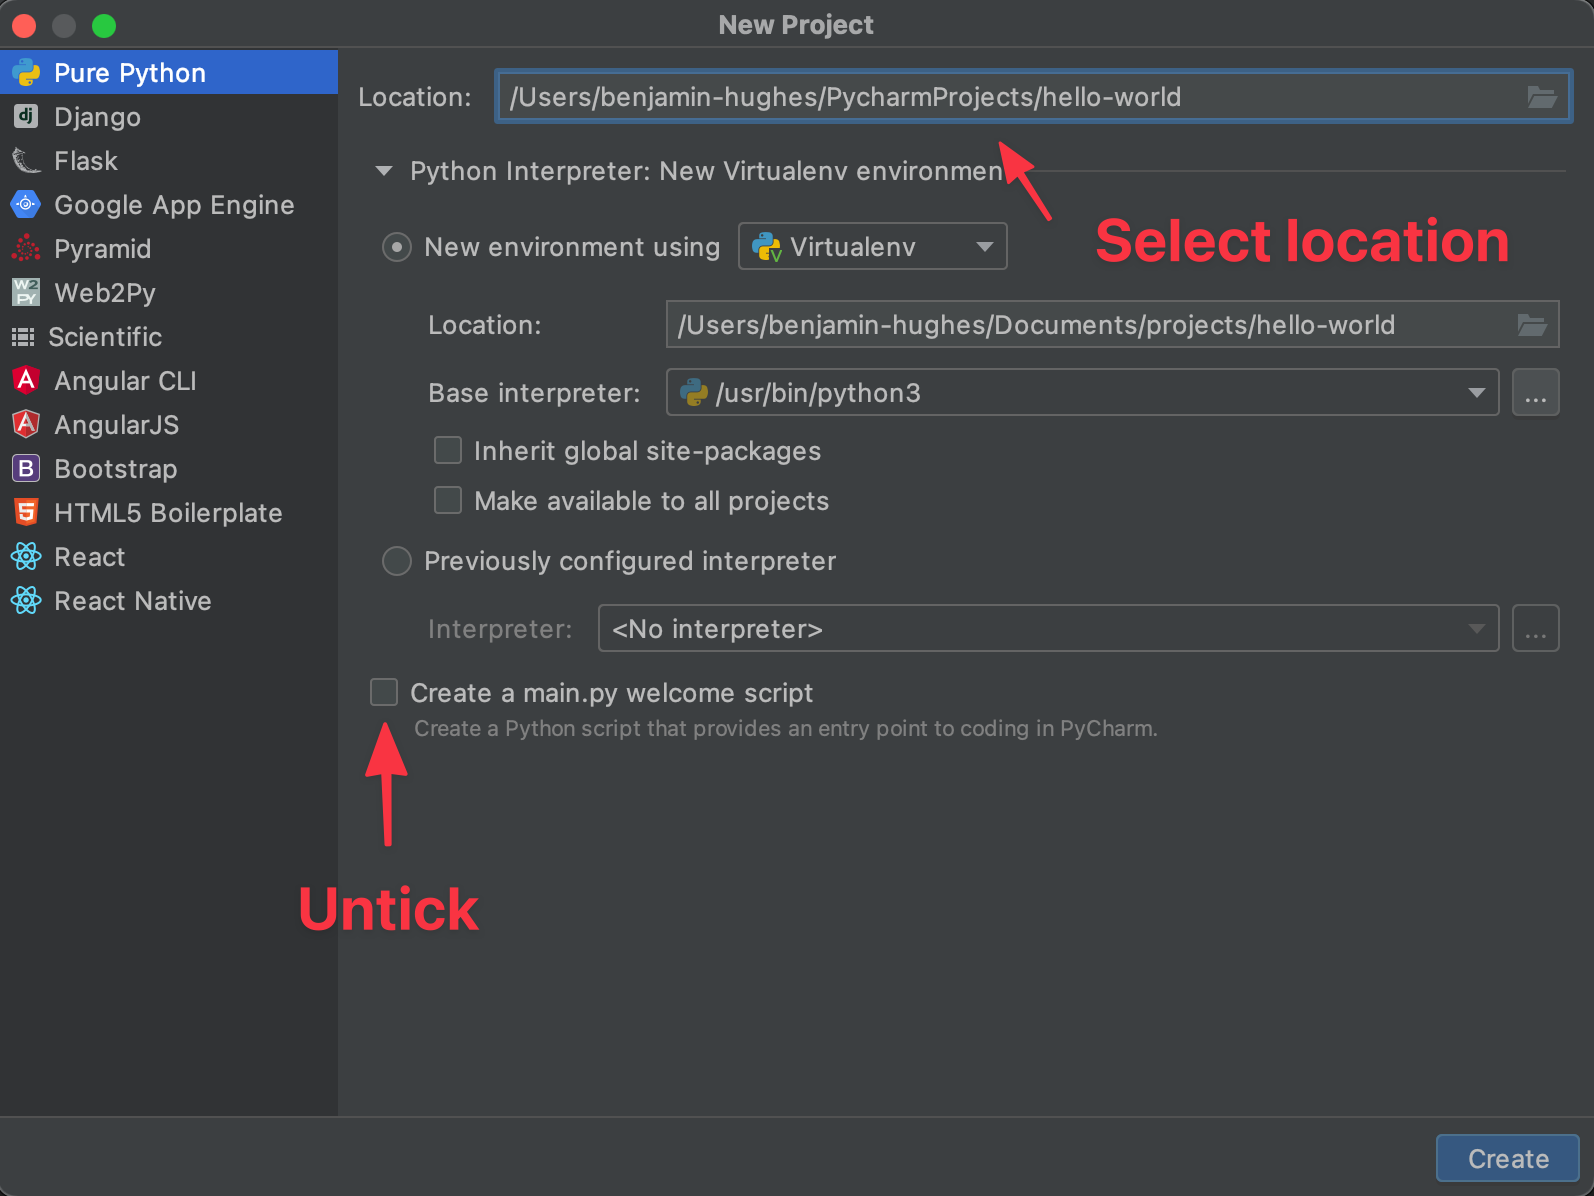 New Project
Pure Python
Django
Flask
Google App Engine
Pyramid
Web2Py
Scientific
Angular CLI
AngularJS
Bootstrap
HTML5 Boilerplate
React
React Native
Location: /Users/benjamin-hughes/PycharmProjects/hello-world
Python Interpreter: New Virtualenv environmen
Select location
New environment using Virtualenv
Location: /Users/benjamin-hughes/Documents/projects/hello-world
Base interpreter: /usr/bin/python3 ...
Inherit global site-packages
Make available to all projects
Previously configured interpreter
Interpreter: <No interpreter> ...
Create a main.py welcome script
Create a Python script that provides an entry point to coding in PyCharm.
Untick
Create